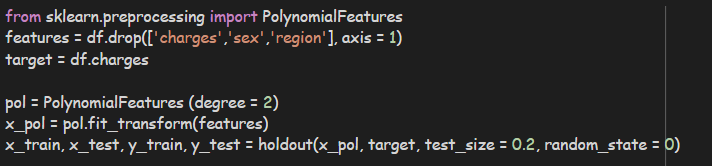 from sklearn.preprocessing import PolynomialFeatures
features = df.drop(['charges','sex','region'], axis = 1)
target = df.charges
pol = PolynomialFeatures (degree = 2)
x_pol = pol.fit_transform(features)
x_train, x_test, y_train, y_test = holdout(x_pol, target, test_size = 0.2, random_state = 0)